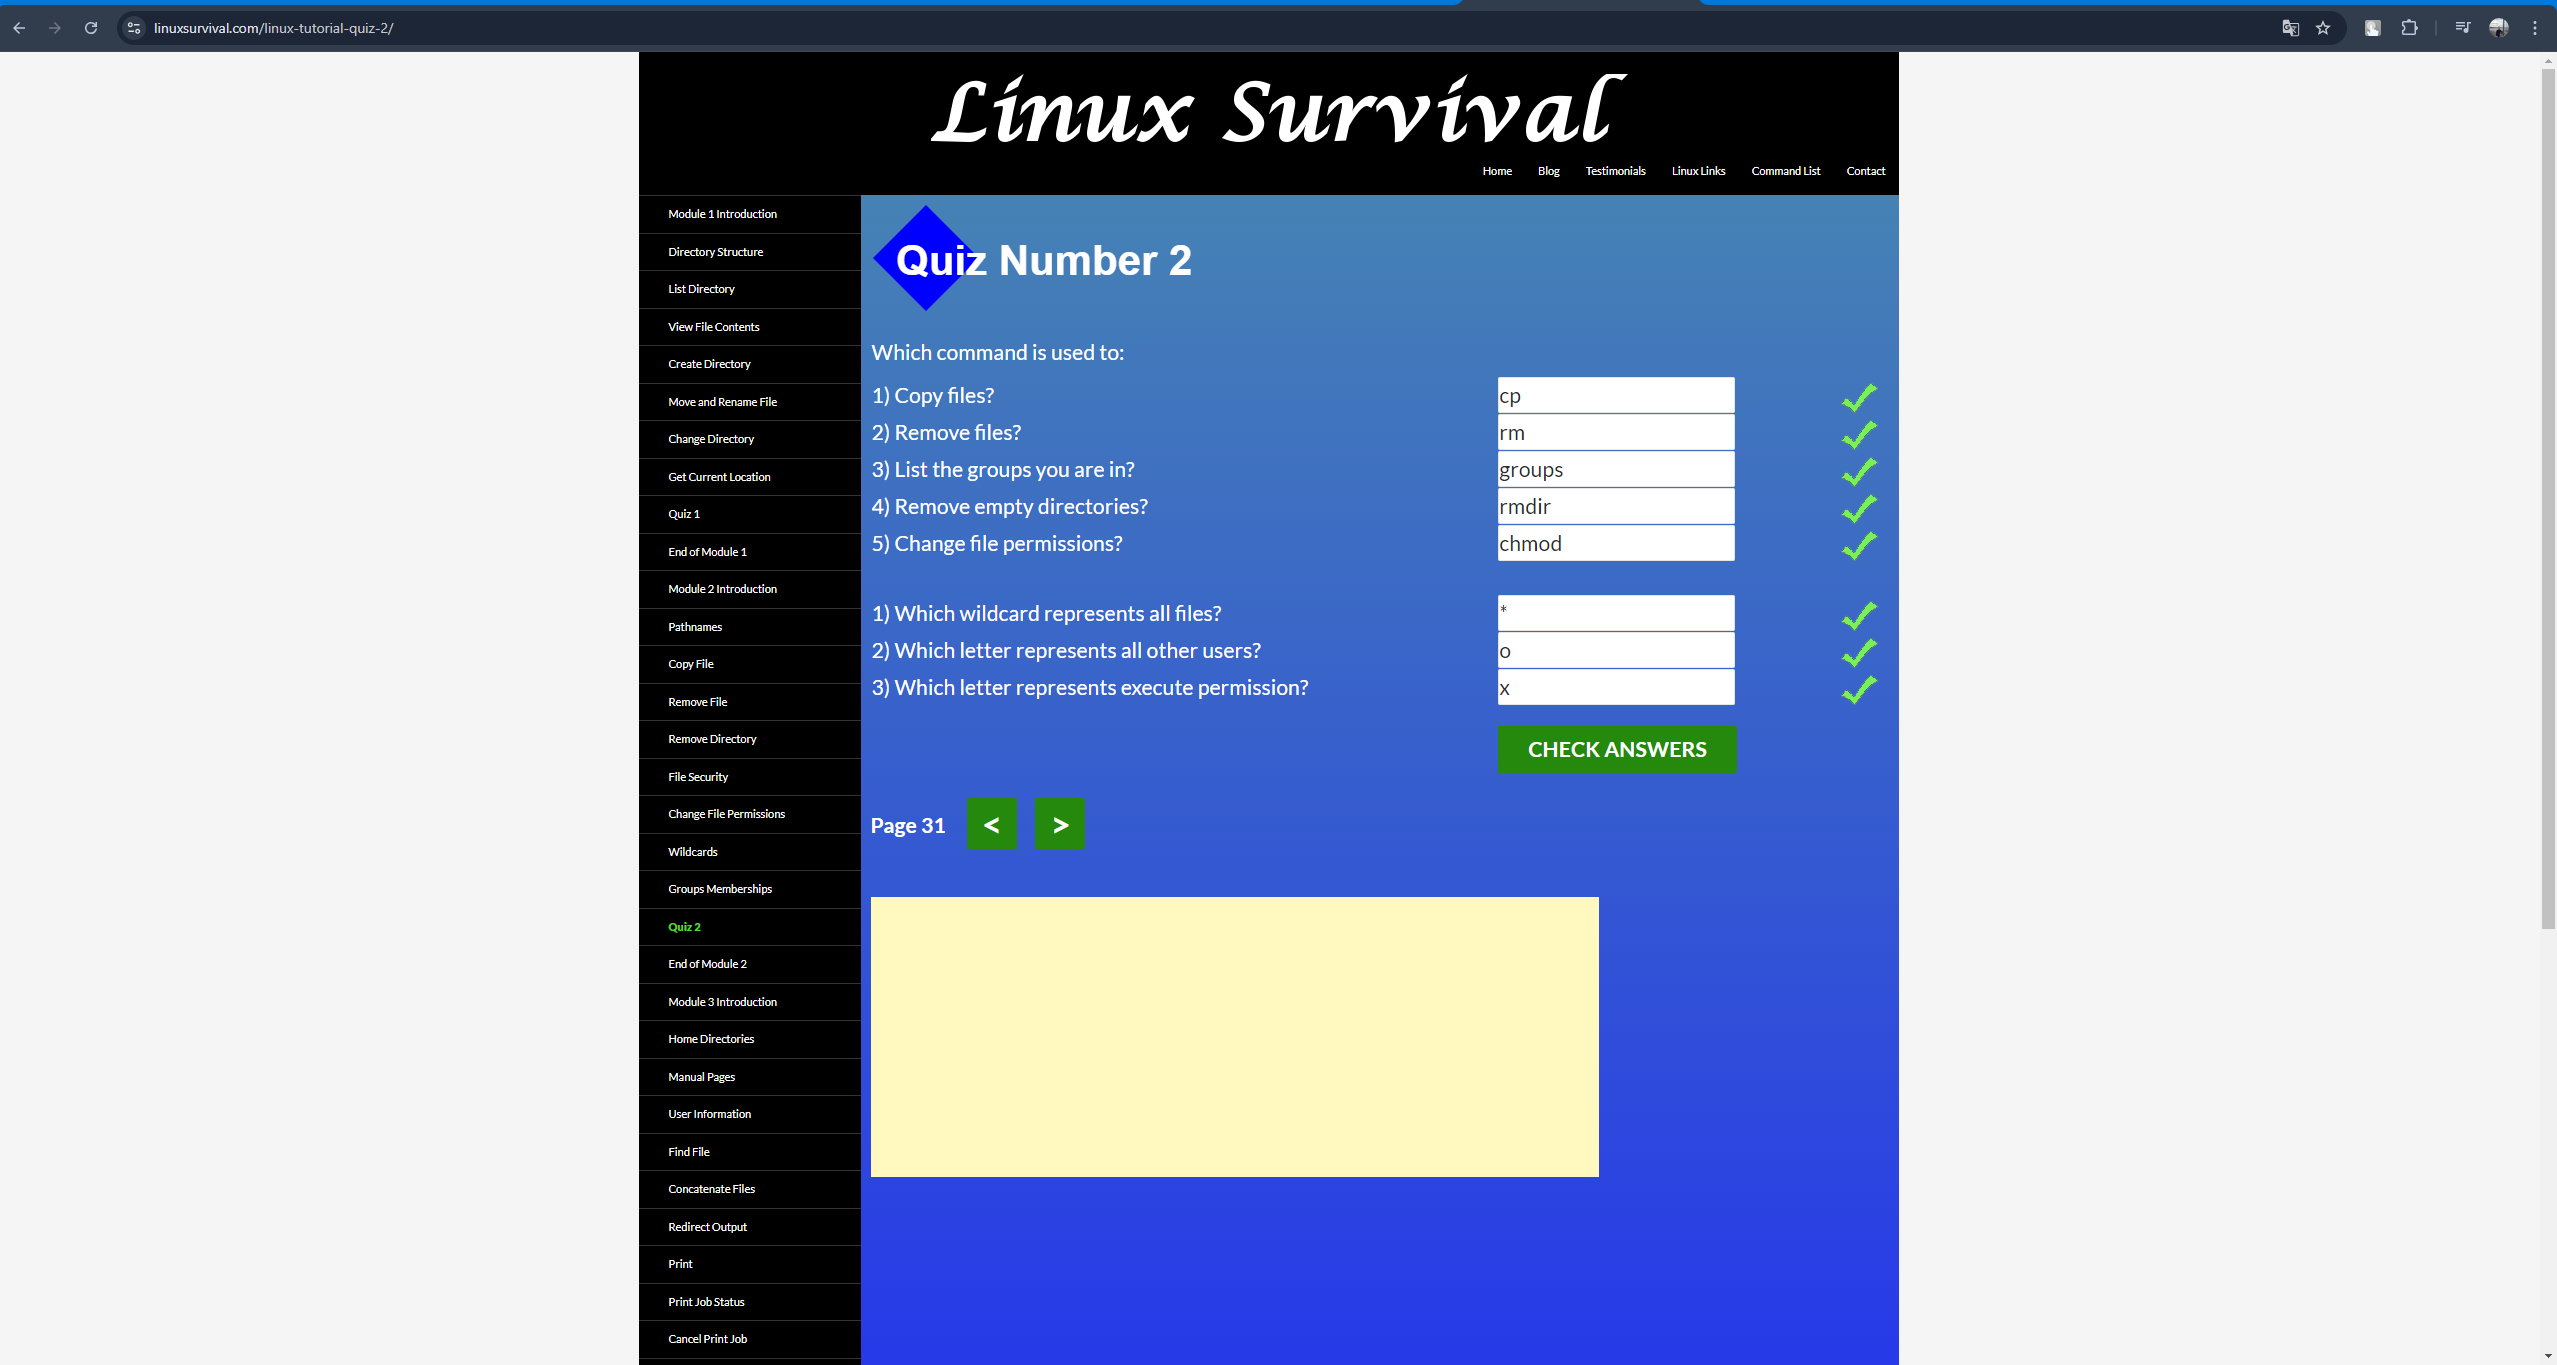 linuxsurvival.com/linux-tutorial-quiz-2/
Linux Survival
Home Blog Testimonials Linux Links Command List Contact
Module 1 Introduction
Directory Structure
List Directory
View File Contents
Create Directory
Move and Rename File
Change Directory
Get Current Location
Quiz 1
End of Module 1
Module 2 Introduction
Pathnames
Copy File
Remove File
Remove Directory
File Security
Change File Permissions
Wildcards
Groups Memberships
Quiz 2
End of Module 2
Module 3 Introduction
Home Directories
Manual Pages
User Information
Find File
Concatenate Files
Redirect Output
Print
Print Job Status
Cancel Print Job
Quiz Number 2
Which command is used to:
1) Copy files? cp
2) Remove files? rm
3) List the groups you are in? groups
4) Remove empty directories? rmdir
5) Change file permissions? chmod
1) Which wildcard represents all files? *
2) Which letter represents all other users? o
3) Which letter represents execute permission? x
CHECK ANSWERS
Page 31 < >